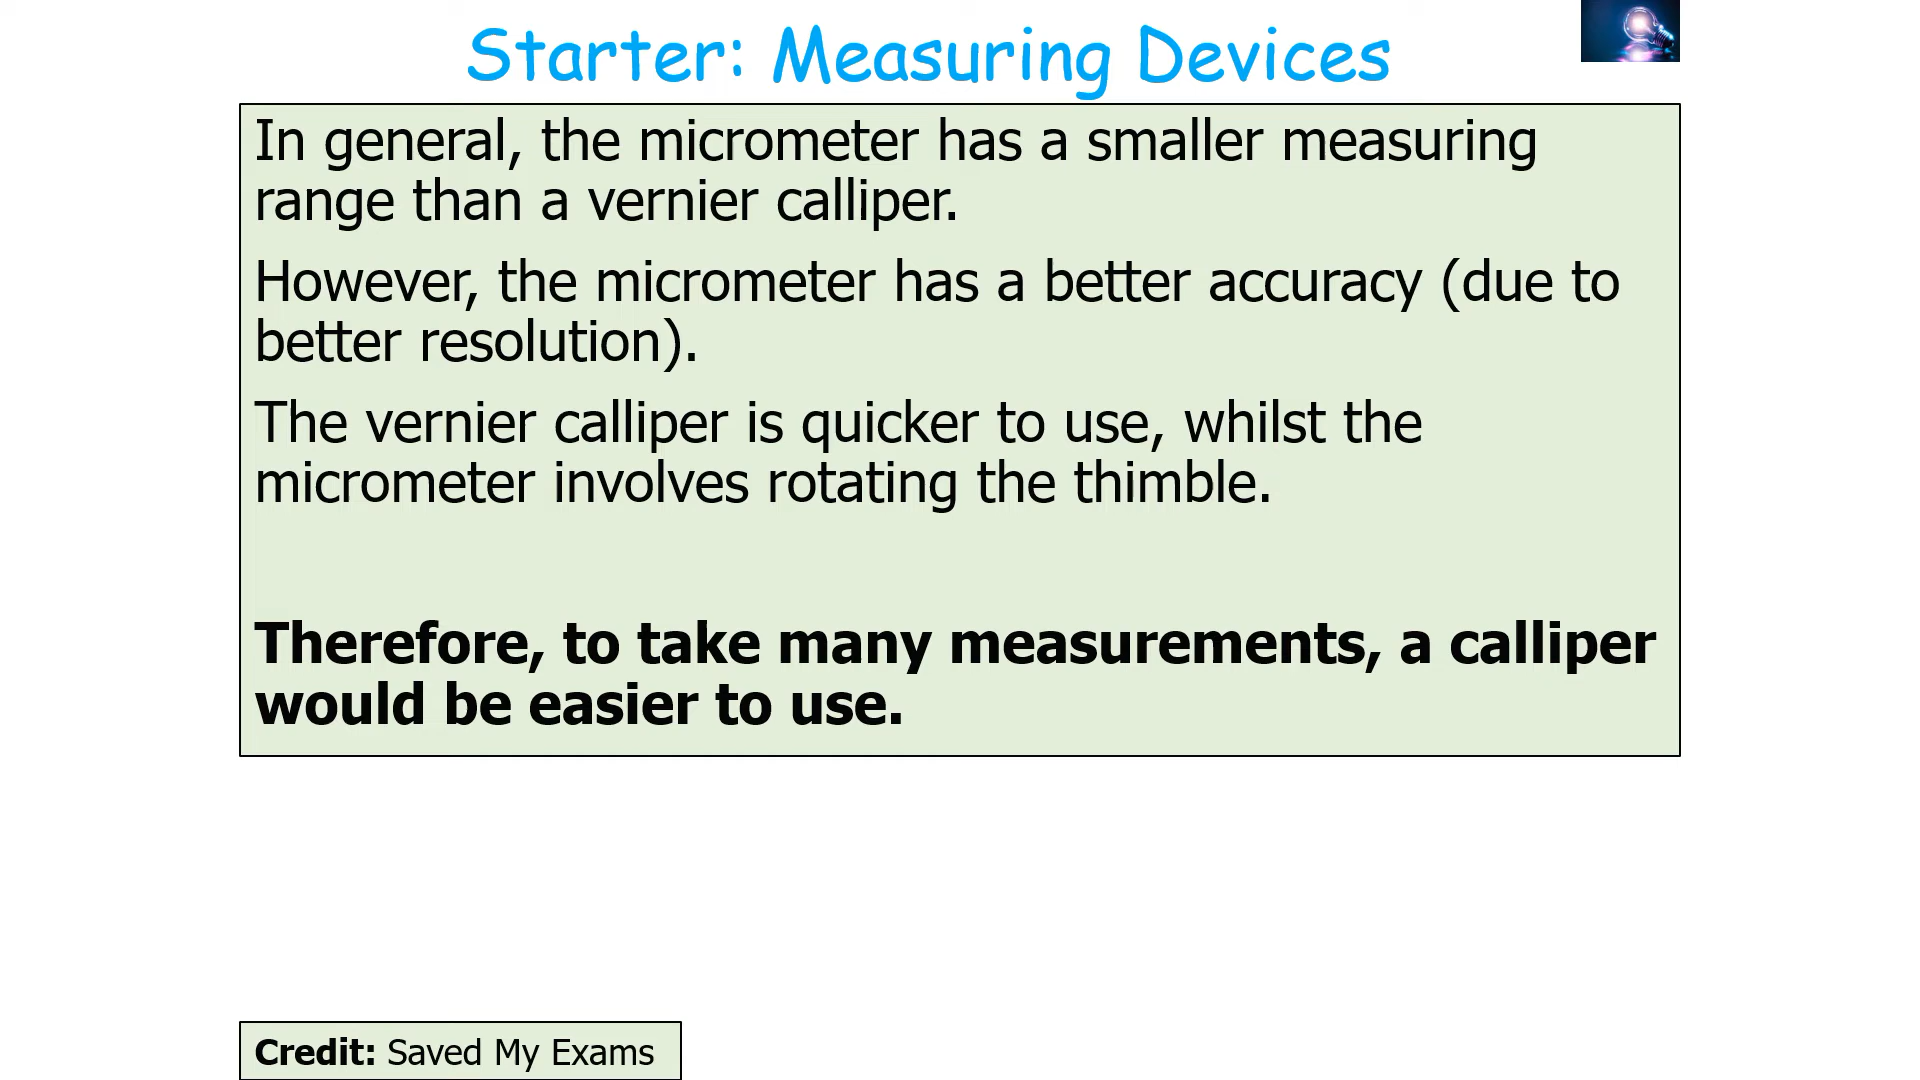 Starter: Measuring Devices
In general, the micrometer has a smaller measuring
range than a vernier calliper.
However, the micrometer has a better accuracy (due to
better resolution).
The vernier calliper is quicker to use, whilst the
micrometer involves rotating the thimble.
Therefore, to take many measurements, a calliper
would be easier to use.
Credit: Saved My Exams